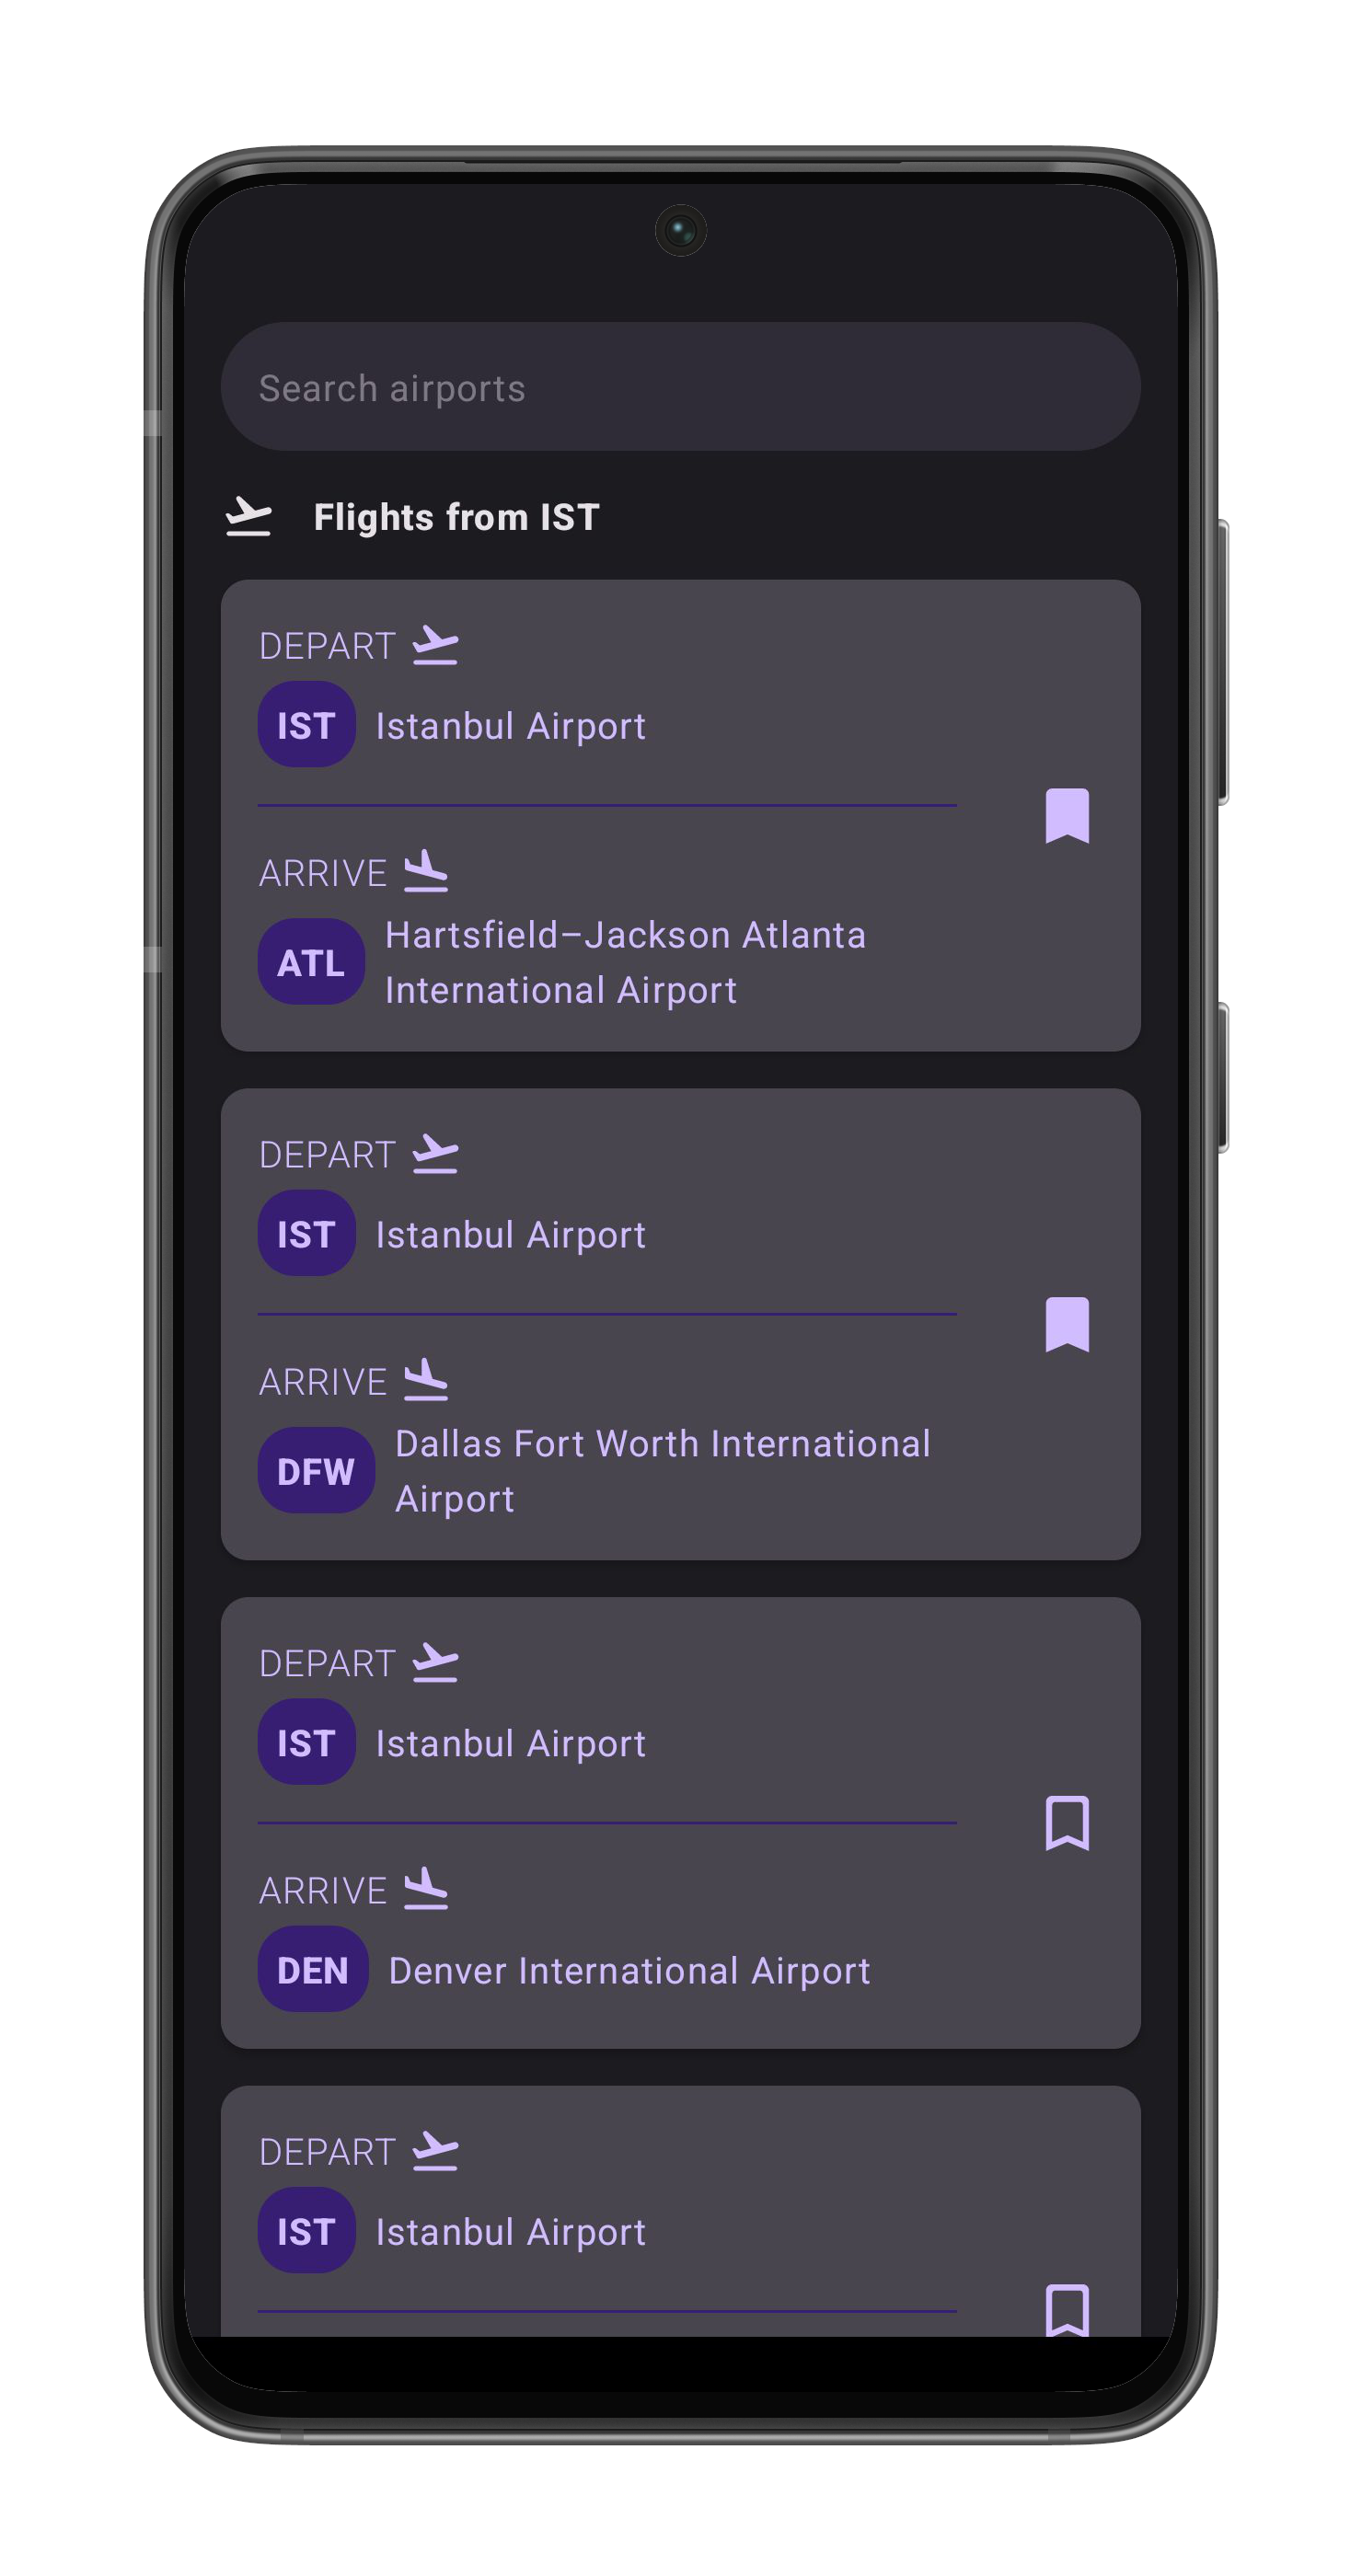 Search airports
Flights from IST
DEPART
IST Istanbul Airport
ARRIVE
ATL Hartsfield–Jackson Atlanta
International Airport
DEPART
IST Istanbul Airport
ARRIVE
DFW Dallas Fort Worth International
Airport
DEPART
IST Istanbul Airport
ARRIVE
DEN Denver International Airport
DEPART
IST Istanbul Airport